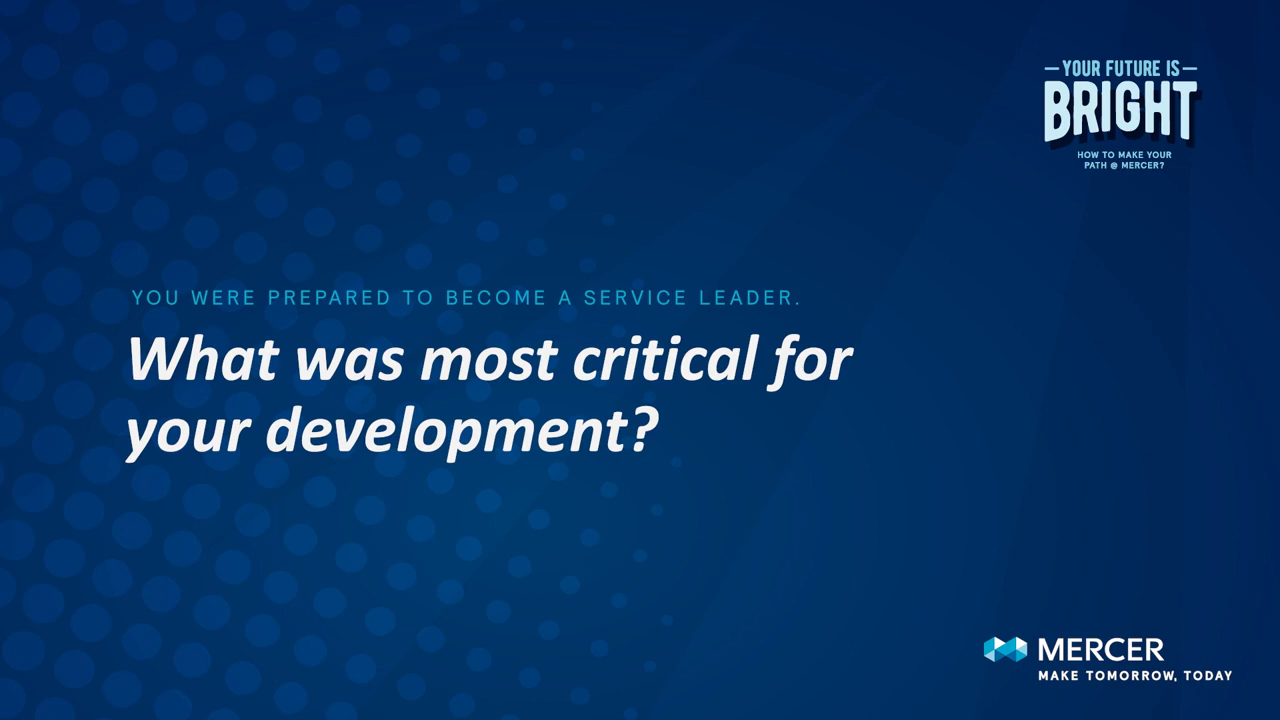 — YOUR FUTURE IS —
BRIGHT
HOW TO MAKE YOUR
PATH @ MERCER?
YOU WERE PREPARED TO BECOME A SERVICE LEADER.
What was most critical for
your development?
MERCER
MAKE TOMORROW, TODAY